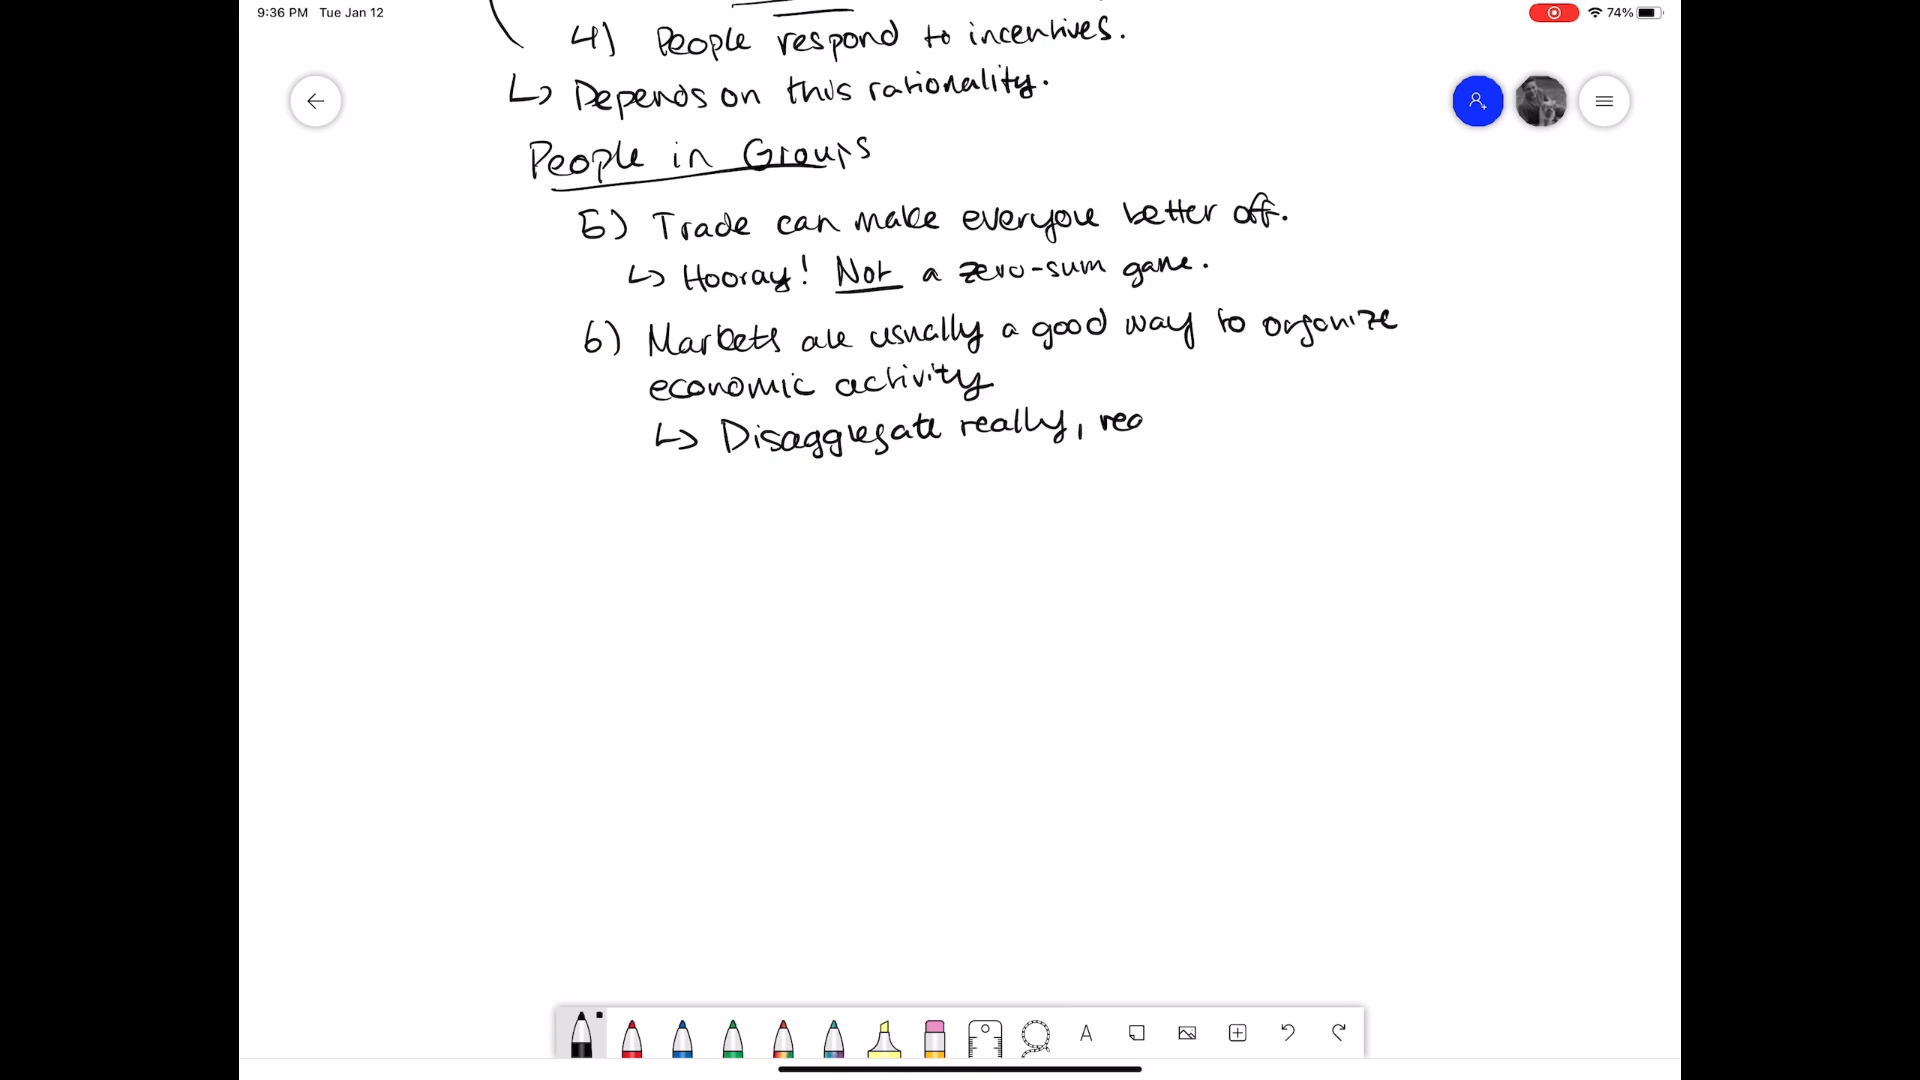 9:36 PM Tue Jan 12
74%
4) People respond to incentives.
↳ Depends on this rationality.
People in Groups
5) Trade can make everyone better off.
↳ Hooray! Not a zero-sum game.
6) Markets are usually a good way to organize
economic activity
↳ Disaggregate really, rea
A